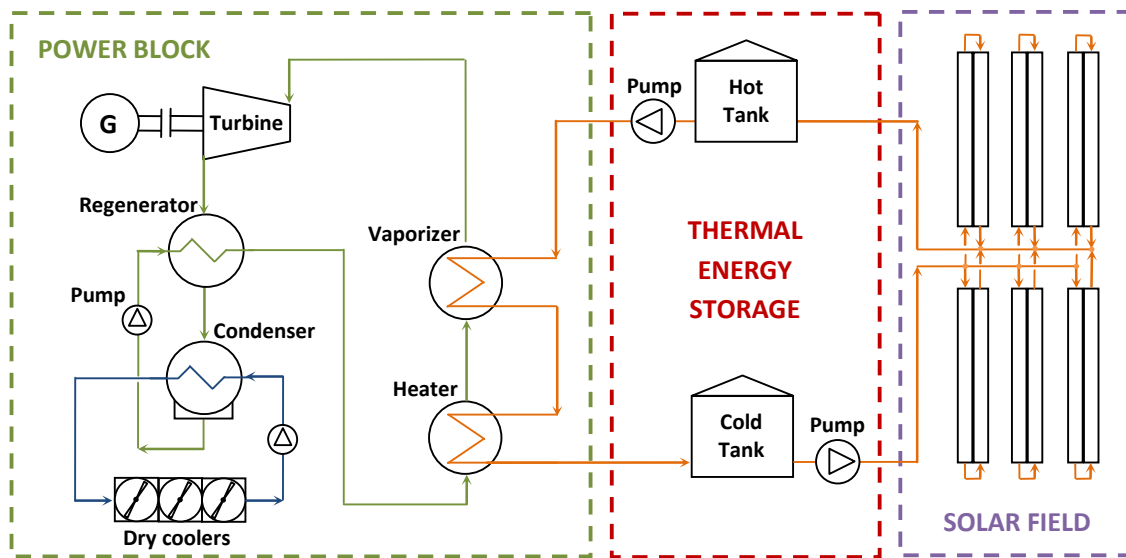 POWER BLOCK
G
Turbine
Regenerator
Pump
Condenser
Dry coolers
Vaporizer
Heater
Pump
Hot
Tank
THERMAL
ENERGY
STORAGE
Cold
Tank
Pump
SOLAR FIELD